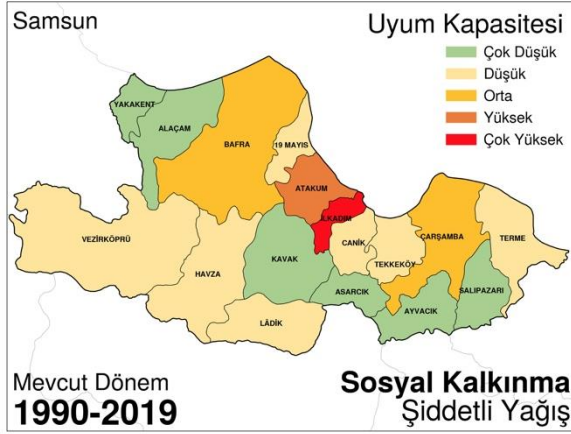 Samsun
Uyum Kapasitesi
Çok Düşük
Düşük
Orta
Yüksek
Çok Yüksek
YAKAKENT
ALAÇAM
BAFRA
19 MAYIS
ATAKUM
İLKADIM
VEZİRKÖPRÜ
HAVZA
KAVAK
CANİK
TEKKEKÖY
ÇARŞAMBA
TERME
ASARCIK
SALIPAZARI
AYVACIK
LÂDİK
Mevcut Dönem
1990-2019
Sosyal Kalkınma
Şiddetli Yağış